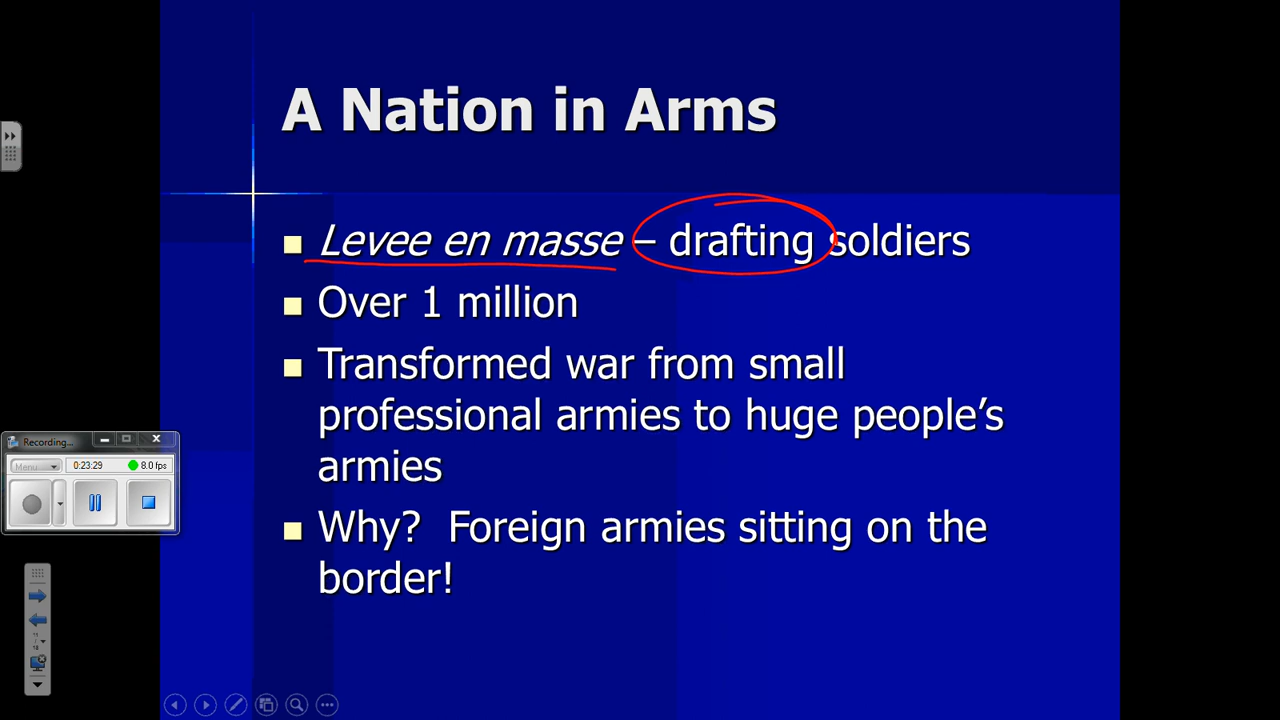 A Nation in Arms
Levee en masse – drafting soldiers
Over 1 million
Transformed war from small
professional armies to huge people’s
armies
Recording...
Menu
0:23:29
8.0 fps
Why? Foreign armies sitting on the
border!